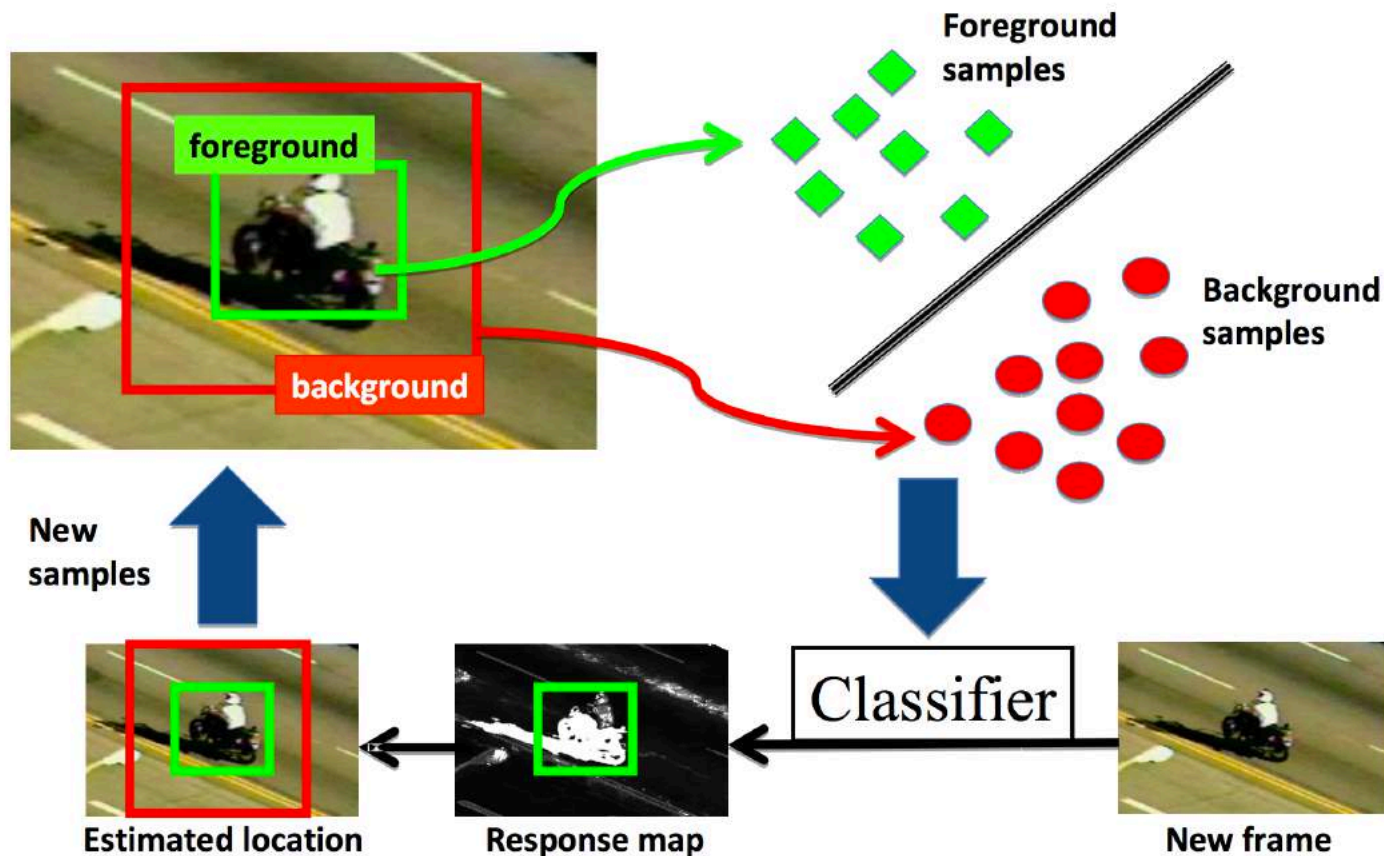 Foreground
samples
foreground
background
Background
samples
New
samples
Classifier
Estimated location
Response map
New frame